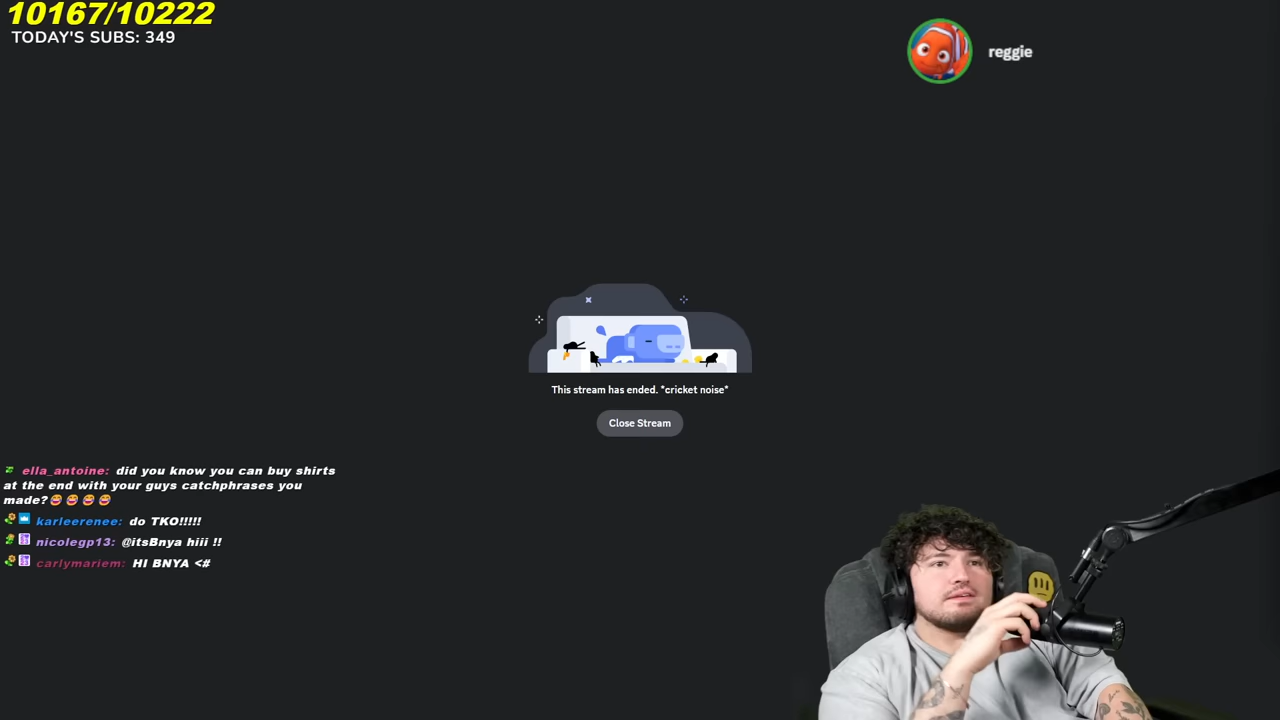 10167/10222
TODAY'S SUBS: 349
reggie
This stream has ended. *cricket noise*
Close Stream
ella_antoine: did you know you can buy shirts
at the end with your guys catchphrases you
made?🤣🤣🤣🤣
karleerenee: do TKO!!!!!
nicolegp13: @itsBnya hiii !!
carlymariem: HI BNYA <#